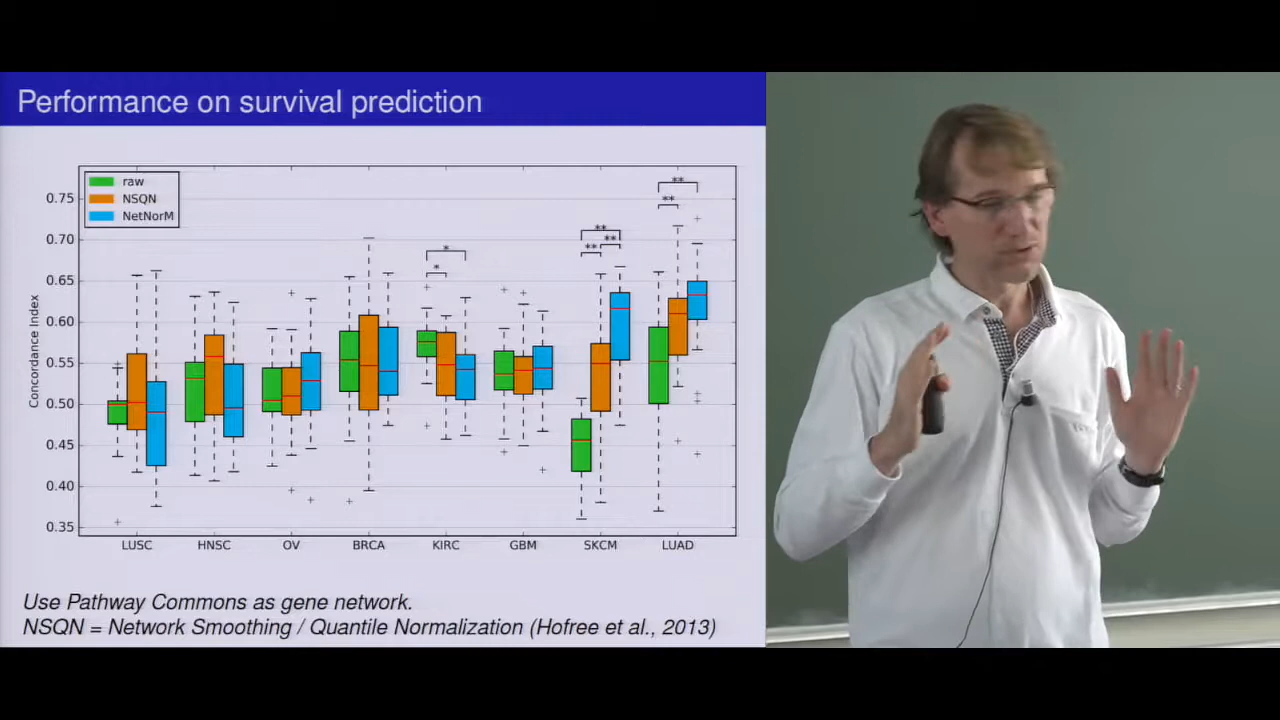 Performance on survival prediction
raw
NSQN
NetNorM
Concordance Index
0.75
0.70
0.65
0.60
0.55
0.50
0.45
0.40
0.35
* 
*
**
**
**
**
**
LUSC HNSC OV BRCA KIRC GBM SKCM LUAD
Use Pathway Commons as gene network.
NSQN = Network Smoothing / Quantile Normalization (Hofree et al., 2013)